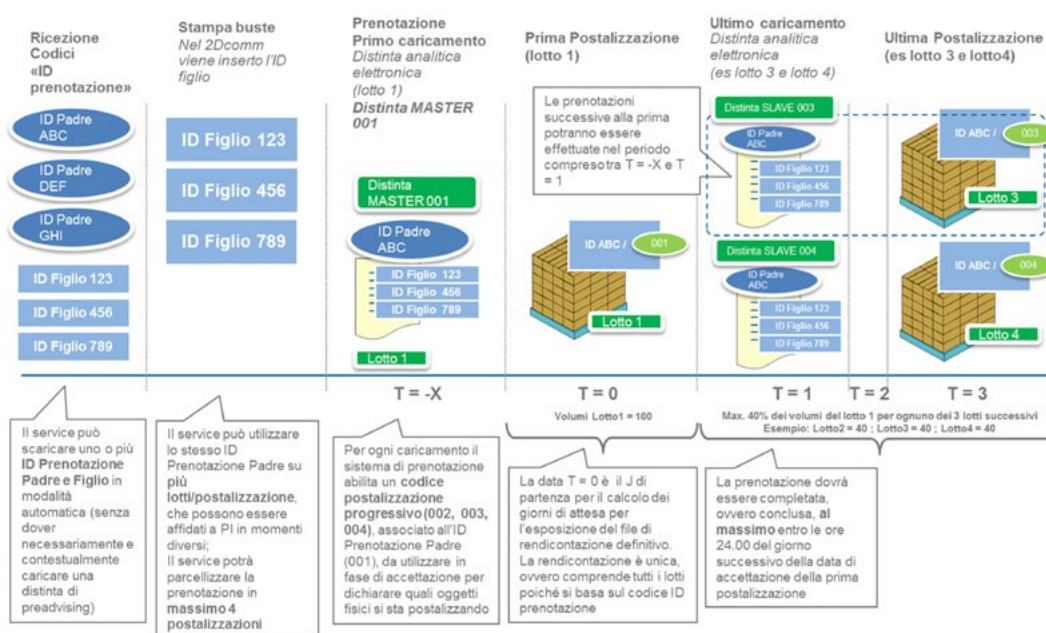 Ricezione
Codici
«ID
prenotazione»
ID Padre
ABC
ID Padre
DEF
ID Padre
GHI
ID Figlio 123
ID Figlio 456
ID Figlio 789
Stampa buste
Nel 2Dcomm
viene inserto l'ID
figlio
ID Figlio 123
ID Figlio 456
ID Figlio 789
Prenotazione
Primo caricamento
Distinta analitica
elettronica
(lotto 1)
Distinta MASTER
001
Distinta
MASTER 001
ID Padre
ABC
ID Figlio 123
ID Figlio 456
ID Figlio 789
Lotto 1
Prima Postalizzazione
(lotto 1)
Le prenotazioni
successive alla prima
potranno essere
effettuate nel periodo
compresotra T = -X e T
= 1
ID ABC / 001
Lotto 1
Ultimo caricamento
Distinta analitica
elettronica
(es lotto 3 e lotto 4)
Distinta SLAVE 003
ID Padre
ABC
ID Figlio 123
ID Figlio 456
ID Figlio 789
Distinta SLAVE 004
ID Padre
ABC
ID Figlio 123
ID Figlio 456
ID Figlio 789
Ultima Postalizzazione
(es lotto 3 e lotto4)
ID ABC / 003
Lotto 3
ID ABC / 004
Lotto 4
T = -X
T = 0
T = 1
T = 2
T = 3
Volumi Lotto1 = 100
Max. 40% dei volumi del lotto 1 per ognuno dei 3 lotti successivi
Esempio: Lotto2 = 40 ; Lotto3 = 40 ; Lotto4 = 40
Il service può
scaricare uno o più
ID Prenotazione
Padre e Figlio in
modalità
automatica (senza
dover
necessariamente e
contestualmente
caricare una
distinta di
preadvising)
Il service può utilizzare
lo stesso ID
Prenotazione Padre su
più
lotti/postalizzazione,
che possono essere
affidati a PI in momenti
diversi;
Il service potrà
parcellizzare la
prenotazione in
massimo 4
postalizzazioni
Per ogni caricamento il
sistema di prenotazione
abilita un codice
postalizzazione
progressivo (002, 003,
004), associato all'ID
Prenotazione Padre
(001), da utilizzare in
fase di accettazione per
dichiarare quali oggetti
fisici si sta postalizzando
La data T = 0 è il J di
partenza per il calcolo dei
giorni di attesa per
l'esposizione del file di
rendicontazione definitivo.
La rendicontazione è unica,
ovvero comprende tutti i lotti
poiché si basa sul codice ID
prenotazione
La prenotazione dovrà
essere completata,
ovvero conclusa, al
massimo entro le ore
24.00 del giorno
successivo della data di
accettazione della prima
postalizzazione